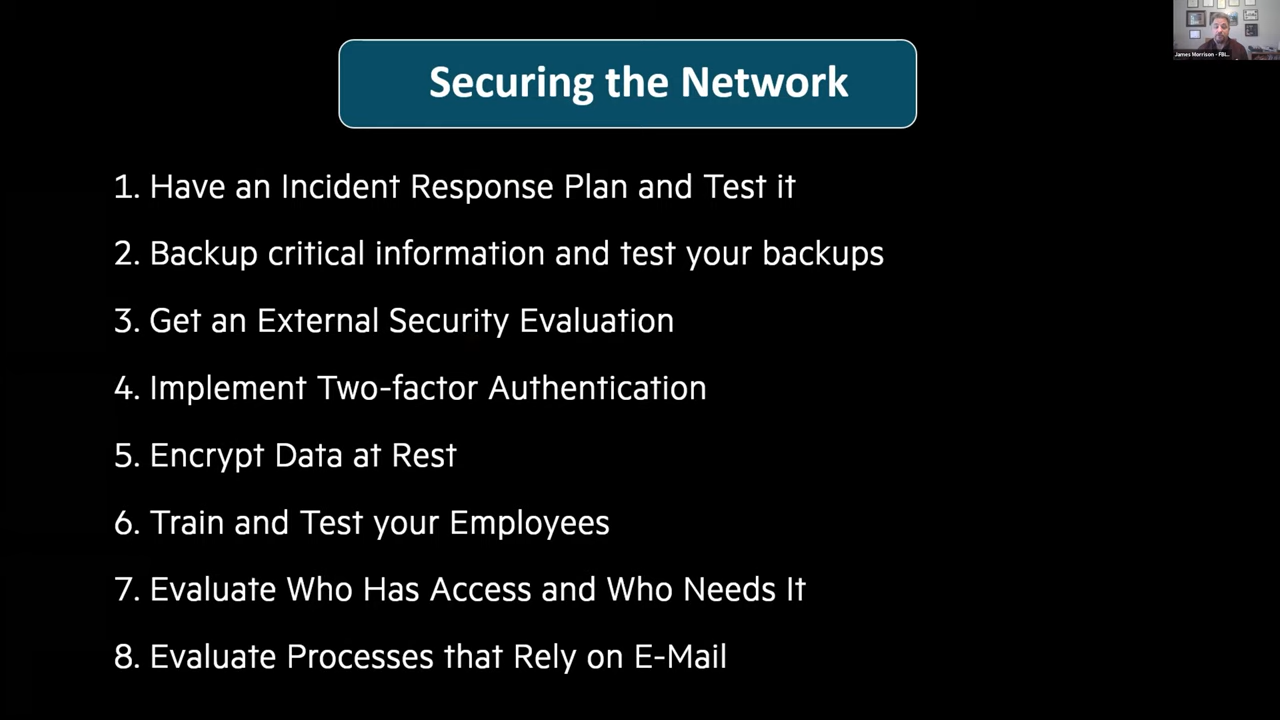 Securing the Network
1. Have an Incident Response Plan and Test it
2. Backup critical information and test your backups
3. Get an External Security Evaluation
4. Implement Two-factor Authentication
5. Encrypt Data at Rest
6. Train and Test your Employees
7. Evaluate Who Has Access and Who Needs It
8. Evaluate Processes that Rely on E-Mail
James Morrison - FBI...